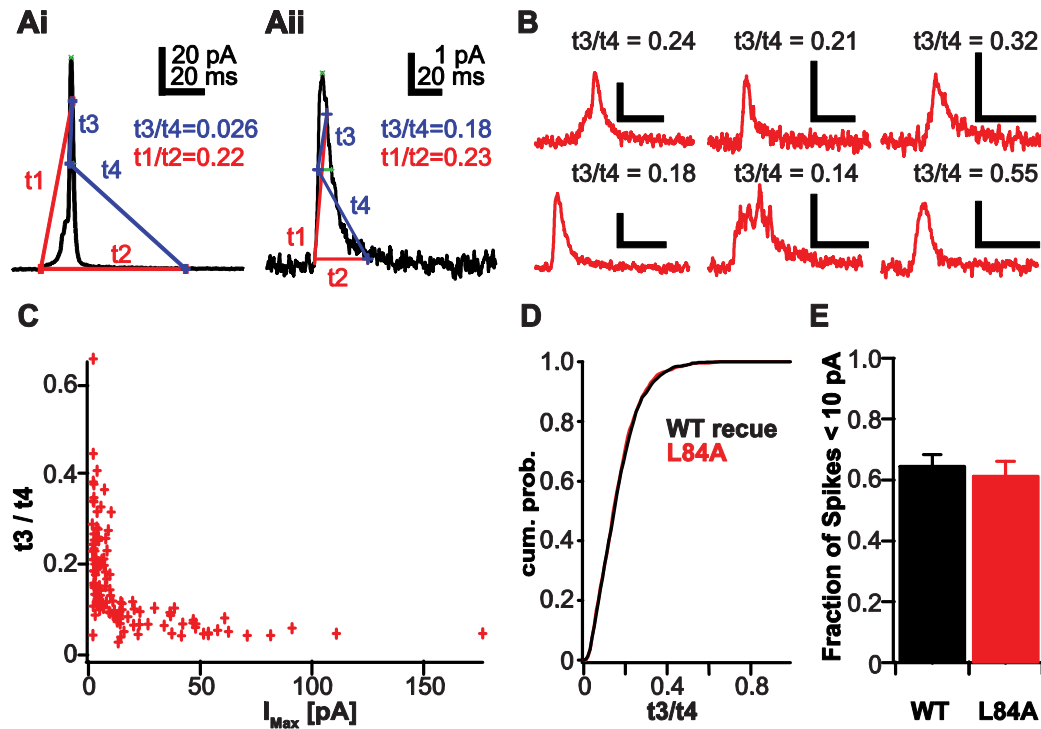 Ai
20 pA
20 ms
t3/t4=0.026
t1/t2=0.22
t3
t4
t1
t2
Aii
1 pA
20 ms
t3/t4=0.18
t1/t2=0.23
t3
t4
t1
t2
B
t3/t4 = 0.24
t3/t4 = 0.21
t3/t4 = 0.32
t3/t4 = 0.18
t3/t4 = 0.14
t3/t4 = 0.55
C
t3 / t4
0.6
0.4
0.2
0
0
50
100
150
IMax [pA]
D
cum. prob.
1.0
0.8
0.6
0.4
0.2
0
WT recue
L84A
0
0.4
0.8
t3/t4
E
Fraction of Spikes < 10 pA
1.0
0.8
0.6
0.4
0.2
0
WT
L84A